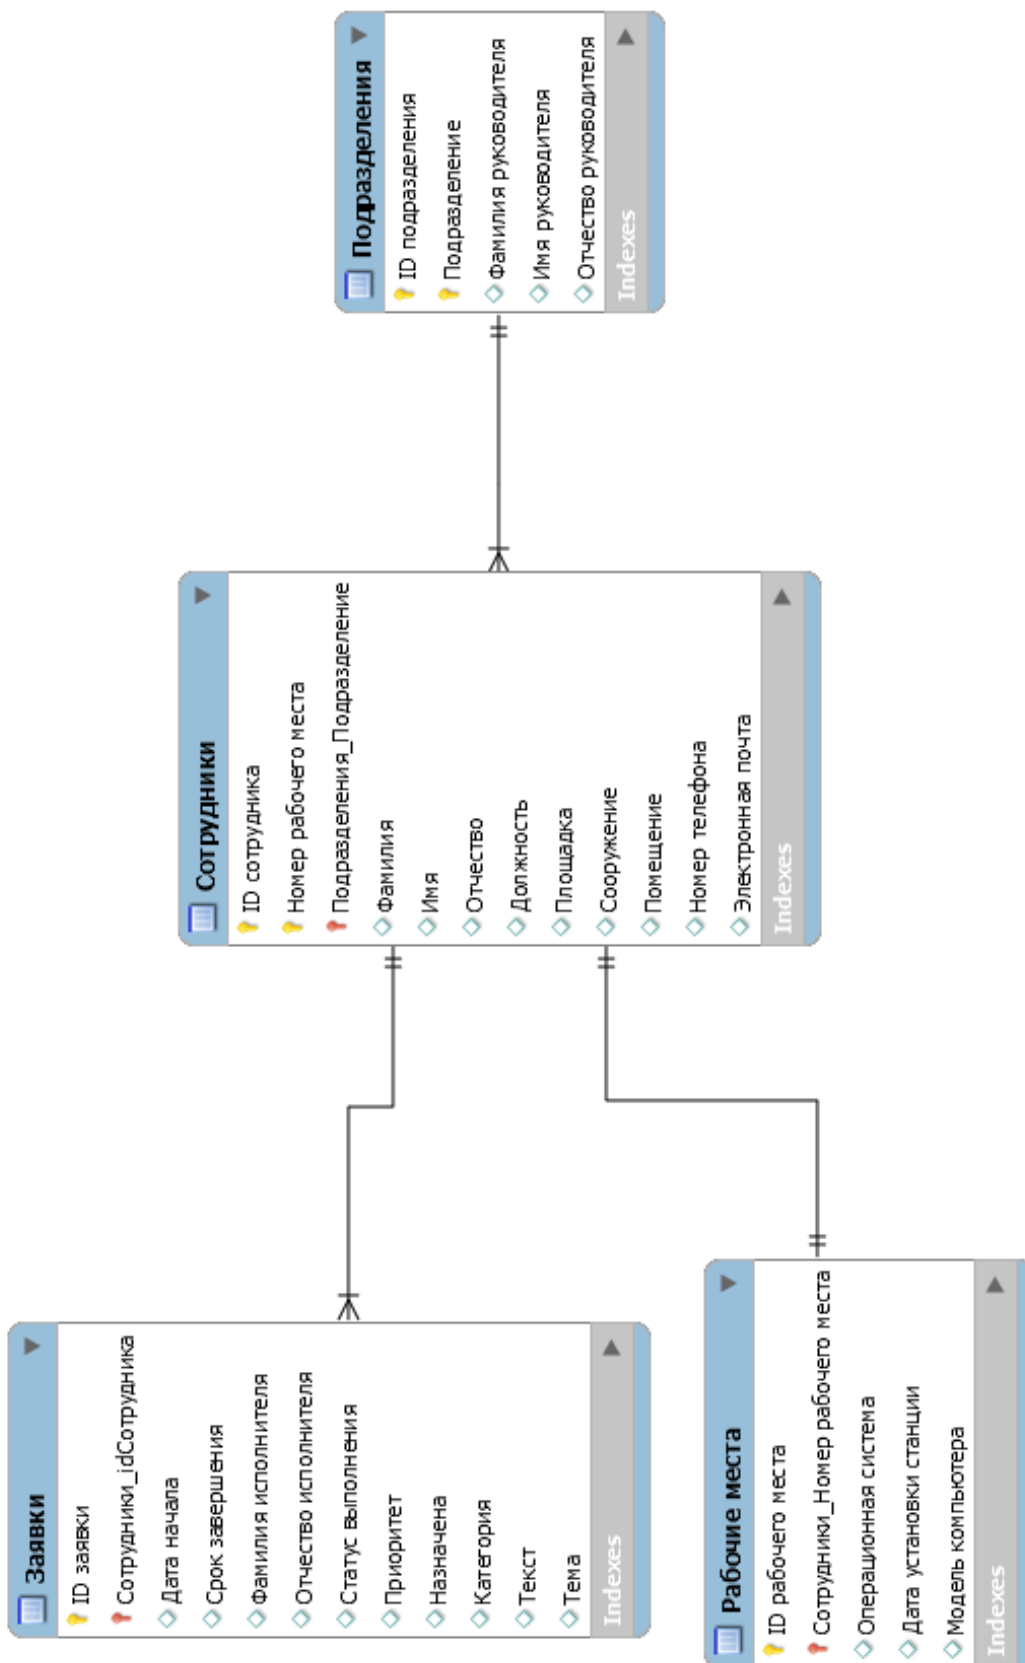 Заявки
ID заявки
Сотрудники_idСотрудника
Дата начала
Срок завершения
Фамилия исполнителя
Отчество исполнителя
Статус выполнения
Приоритет
Назначена
Категория
Текст
Тема
Indexes
Сотрудники
ID сотрудника
Номер рабочего места
Подразделения_Подразделение
Фамилия
Имя
Отчество
Должность
Площадка
Сооружение
Помещение
Номер телефона
Электронная почта
Indexes
Подразделения
ID подразделения
Подразделение
Фамилия руководителя
Имя руководителя
Отчество руководителя
Indexes
Рабочие места
ID рабочего места
Сотрудники_Номер рабочего места
Операционная система
Дата установки станции
Модель компьютера
Indexes